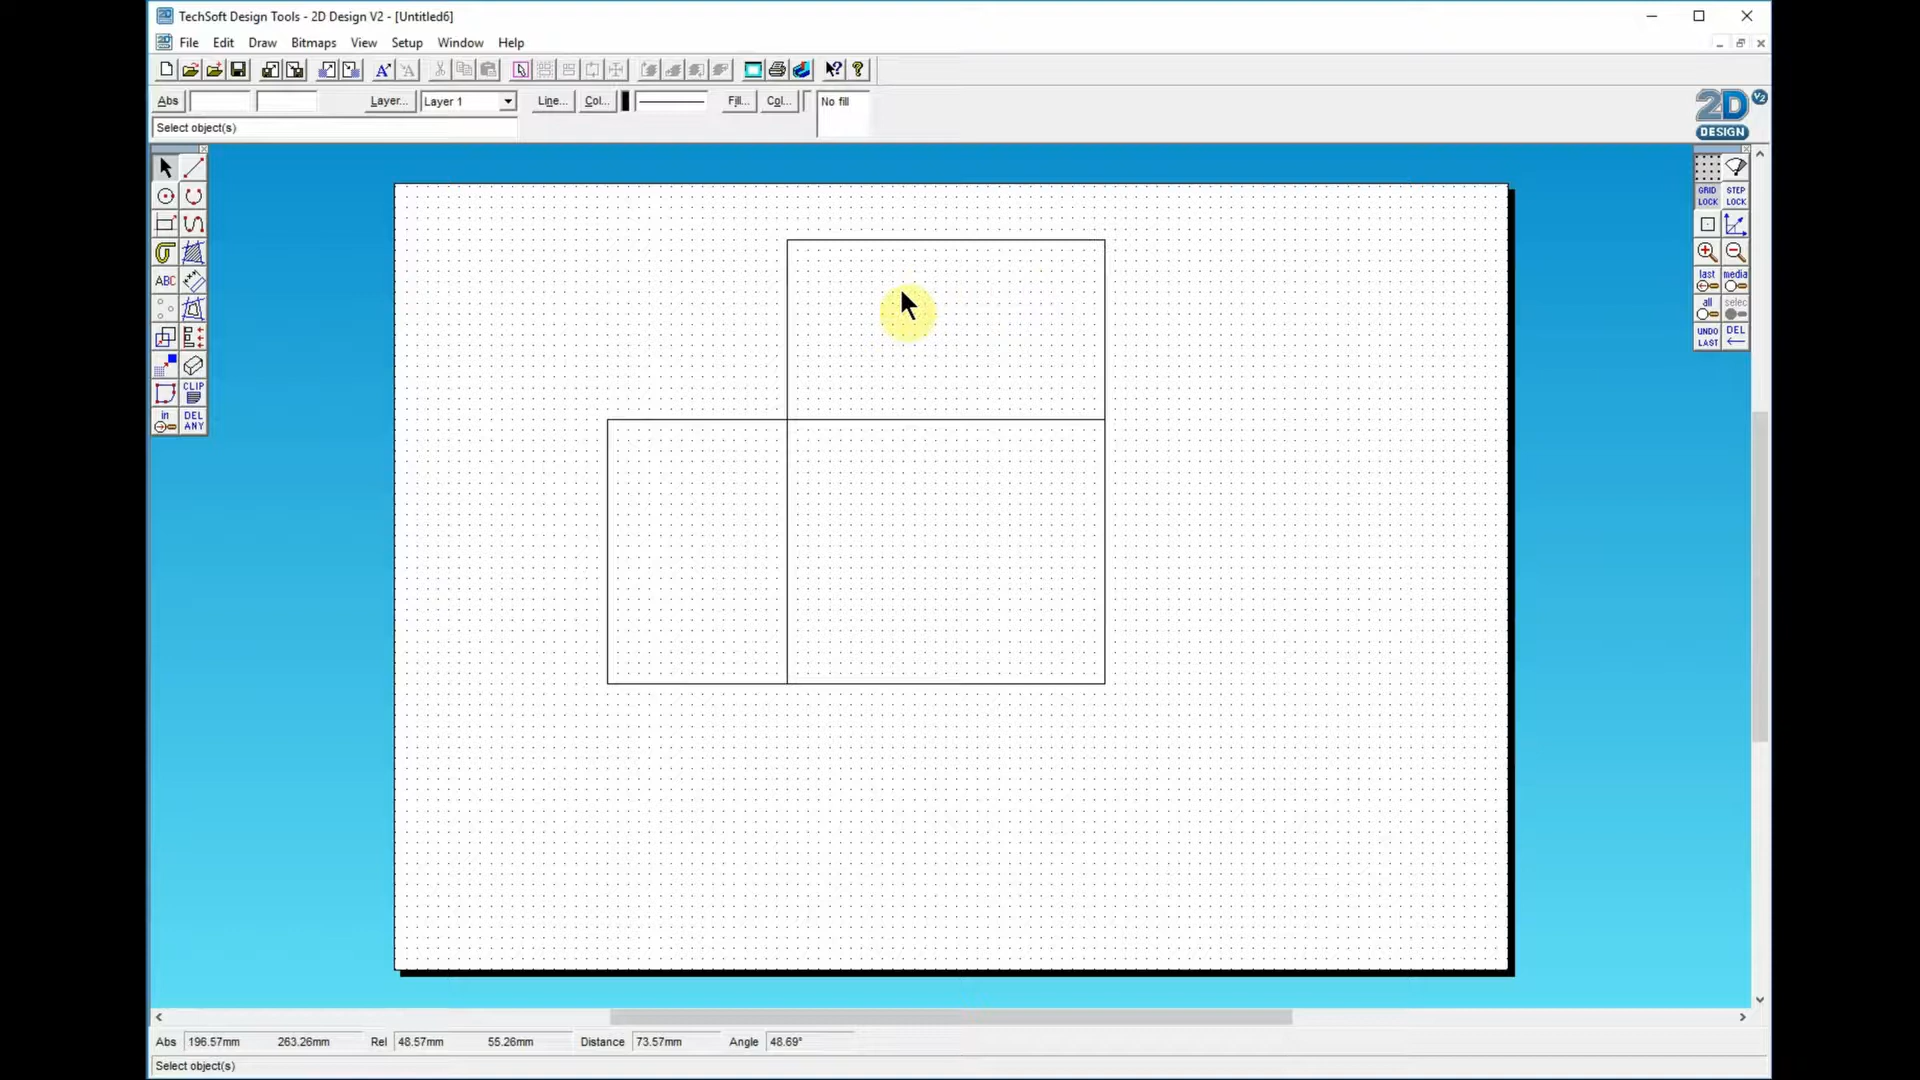 TechSoft Design Tools - 2D Design V2 - [Untitled6]
File Edit Draw Bitmaps View Setup Window Help
Abs Layer... Layer 1 Line... Col... Fill... Col... No fill
Select object(s)
2D V2
DESIGN
GRID LOCK STEP LOCK
ABC
last media
all selec
UNDO LAST DEL
CLIP
in DEL ANY
Abs 196.57mm 263.26mm Rel 48.57mm 55.26mm Distance 73.57mm Angle 48.69°
Select object(s)